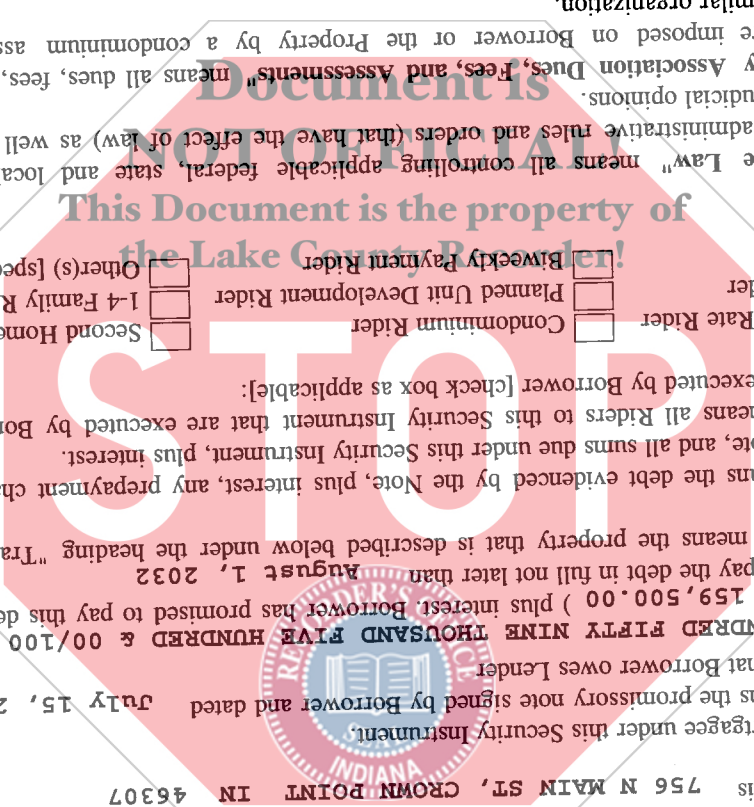 is 756 N MAIN ST, CROWN POINT IN 46307
rtgagee under this Security Instrument.
ns the promissory note signed by Borrower and dated July 15, 2
hat Borrower owes Lender
NDRED FIFTY NINE THOUSAND FIVE HUNDRED & 00/100
159,500.00 ) plus interest. Borrower has promised to pay this de
pay the debt in full not later than August 1, 2032
means the property that is described below under the heading "Tra
ans the debt evidenced by the Note, plus interest, any prepayment cha
ote, and all sums due under this Security Instrument, plus interest.
eans all Riders to this Security Instrument that are executed by Bor
executed by Borrower [check box as applicable]:
Rate Rider Condominium Rider Second Home
der Planned Unit Development Rider 1-4 Family R
Biweekly Payment Rider Other(s) [spec
e Law" means all controlling applicable federal, state and local
administrative rules and orders (that have the effect of law) as well
udicial opinions.
y Association Dues, Fees, and Assessments" means all dues, fees,
re imposed on Borrower or the Property by a condominium ass
milar organization.
Document is
NOT OFFICIAL!
This Document is the property of
the Lake County Recorder!
STOP
RECORDER'S OFFICE
SEAL
INDIANA